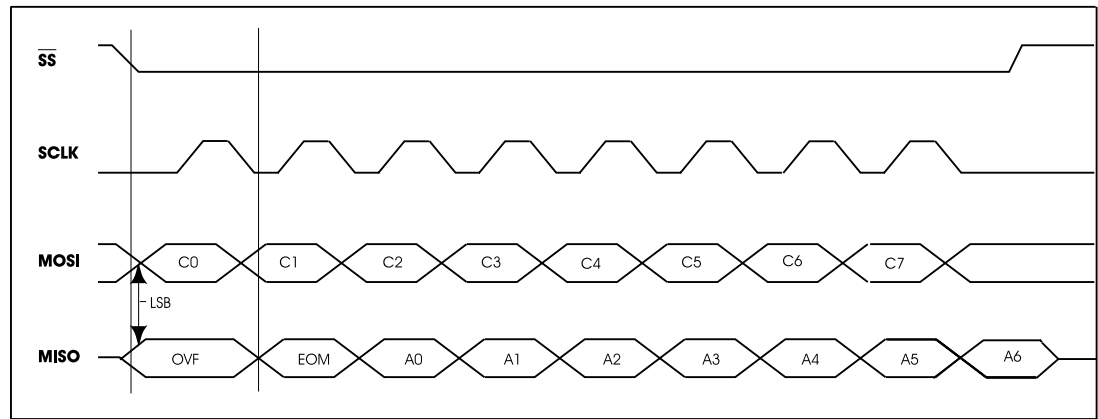 SS
SCLK
MOSI C0 C1 C2 C3 C4 C5 C6 C7
LSB
MISO OVF EOM A0 A1 A2 A3 A4 A5 A6